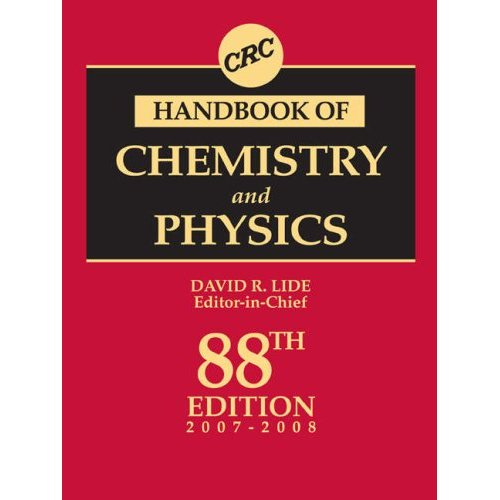 CRC
HANDBOOK OF
CHEMISTRY
and
PHYSICS
DAVID R. LIDE
Editor-in-Chief
88TH
EDITION
2007-2008